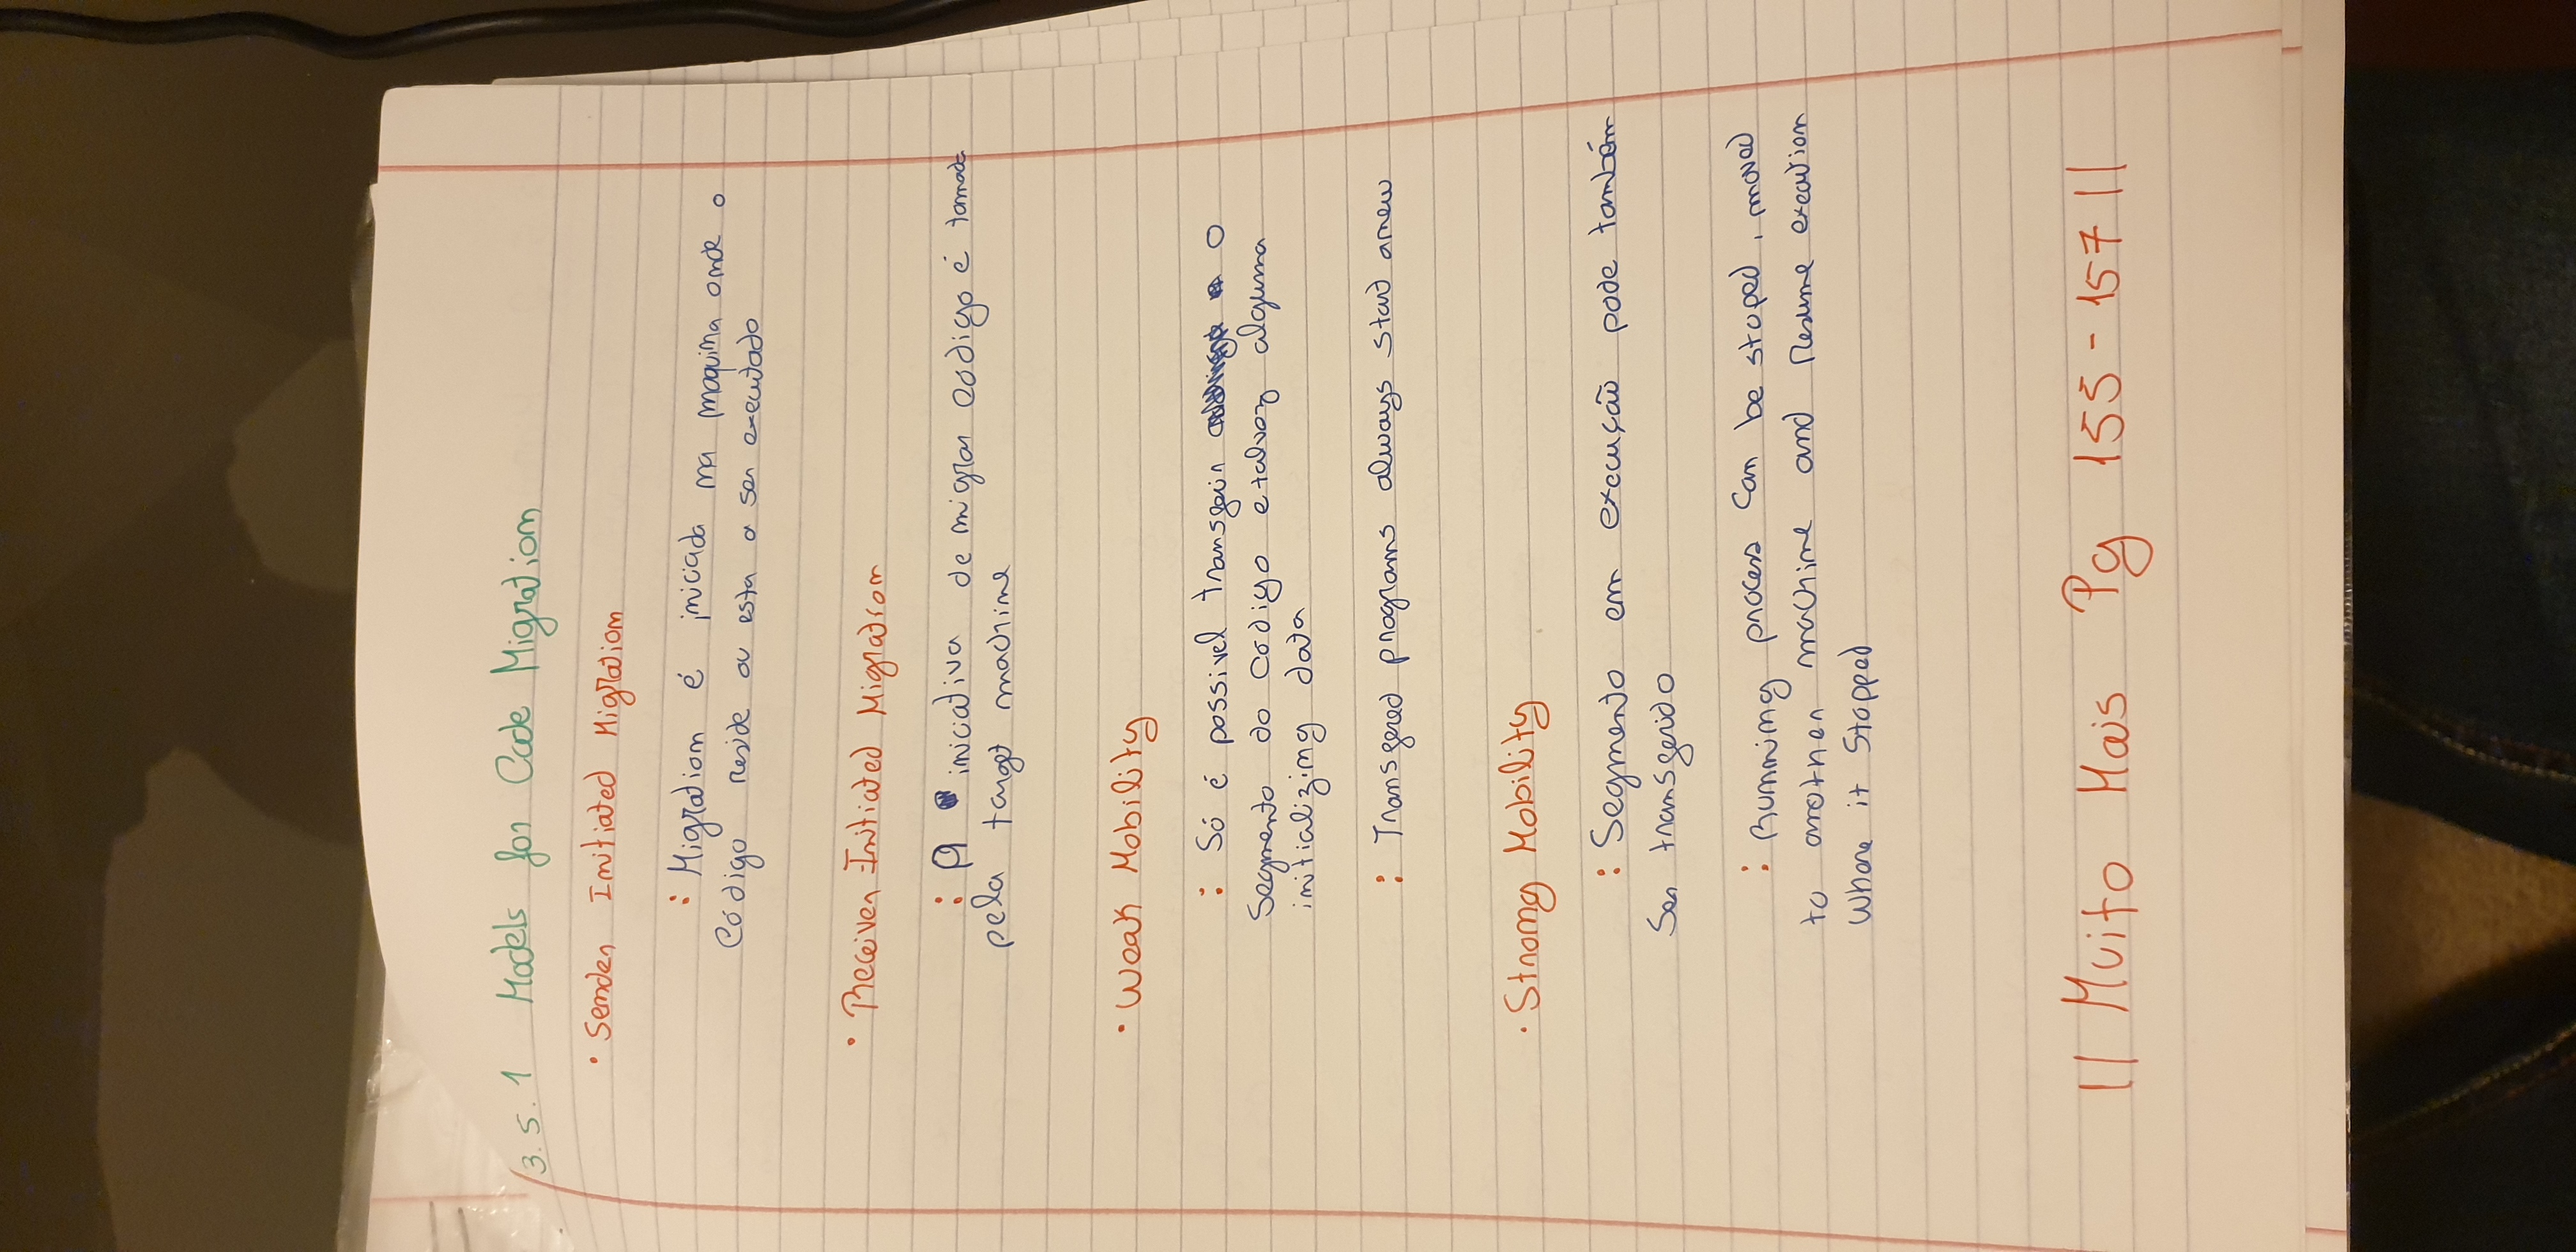 3.5.1 Models for Code Migration
• Sender Initiated Migration
: Migration é iniciada na maquina onde o
Código reside ou esta a ser executado
• Receiver-Initiated Migration
: A iniciativa de migrar código é tomada
pela target machine
• Weak Mobility
: Só é possivel transferir o
Segmento do Código e talvez alguma
initializing data
: Transfered programs always start anew
• Strong Mobility
: Segmento em execução pode também
Ser transferido
: Running process can be stoped, moved
to another machine and Resume execution
Where it Stopped
|| Muito Mais Pg 155-157 ||